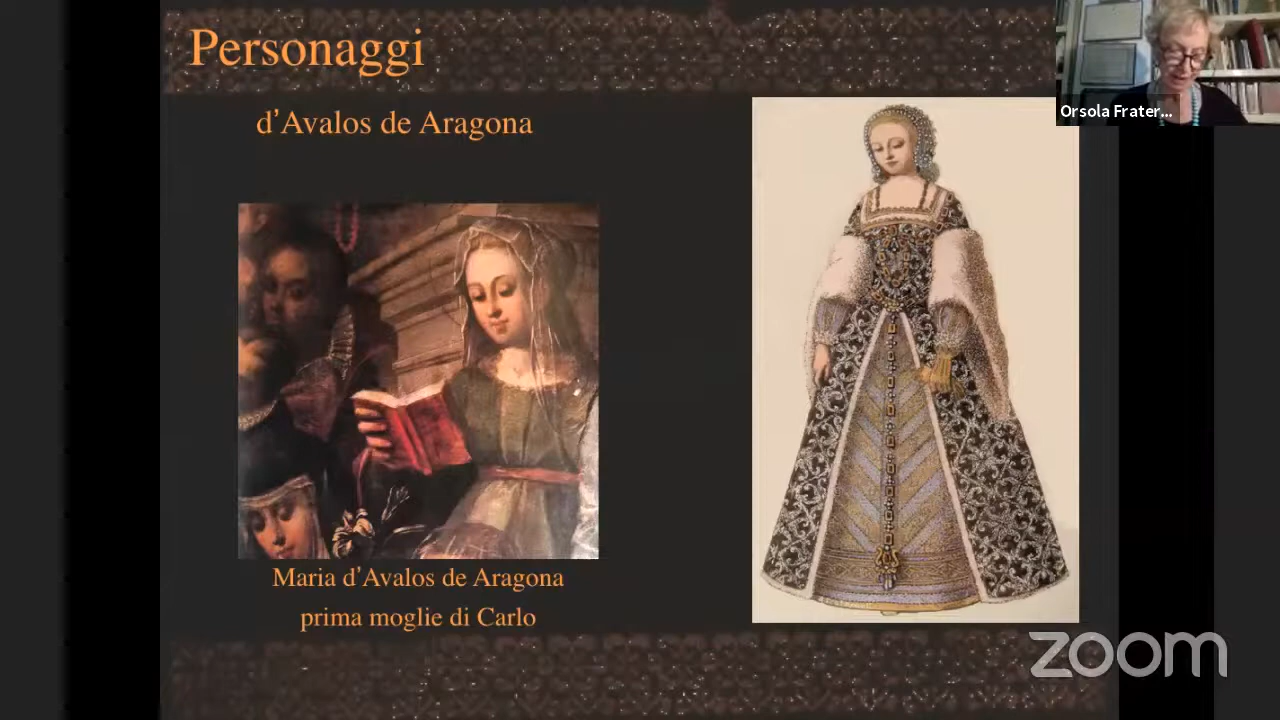 Personaggi
d’Avalos de Aragona
Orsola Frater...
Maria d’Avalos de Aragona
prima moglie di Carlo
zoom